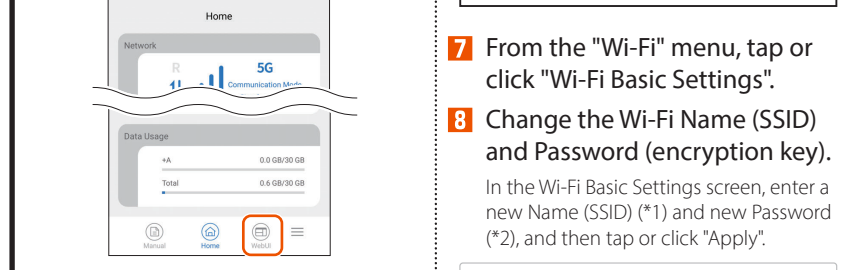 Home
Network
R
5G
Communication Mode
Data Usage
+A 0.0 GB/30 GB
Total 0.6 GB/30 GB
Manual Home WebUI
7 From the "Wi-Fi" menu, tap or
click "Wi-Fi Basic Settings".
8 Change the Wi-Fi Name (SSID)
and Password (encryption key).
In the Wi-Fi Basic Settings screen, enter a
new Name (SSID) (*1) and new Password
(*2), and then tap or click "Apply".